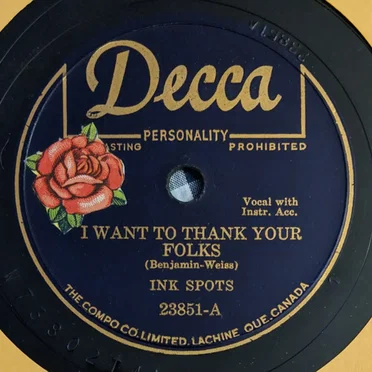 Decca
PERSONALITY
ASTING PROHIBITED
Vocal with
Instr. Acc.
I WANT TO THANK YOUR
FOLKS
(Benjamin-Weiss)
INK SPOTS
23851-A
THE COMPO CO. LIMITED, LACHINE, QUE. CANADA